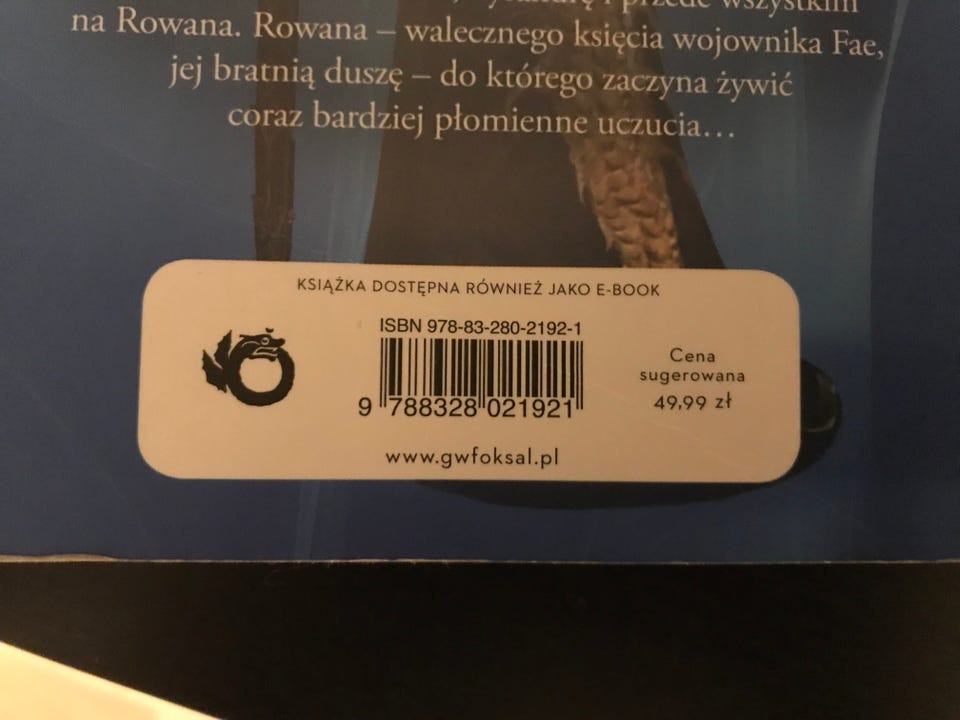 i przede wszystkim
na Rowana. Rowana – walecznego księcia wojownika Fae,
jej bratnią duszę – do którego zaczyna żywić
coraz bardziej płomienne uczucia…
KSIĄŻKA DOSTĘPNA RÓWNIEŻ JAKO E-BOOK
ISBN 978-83-280-2192-1
9 788328 021921
Cena
sugerowana
49,99 zł
www.gwfoksal.pl